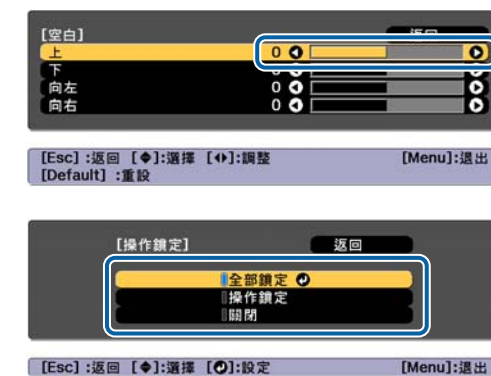 [空白] 返回
上 0
下 0
向左 0
向右 0
[Esc] :返回 [◆]:選擇 [◀▶]:調整 [Menu]:退出
[Default] :重設
[操作鎖定] 返回
全部鎖定
操作鎖定
關閉
[Esc] :返回 [◆]:選擇 [⏎]:設定 [Menu]:退出